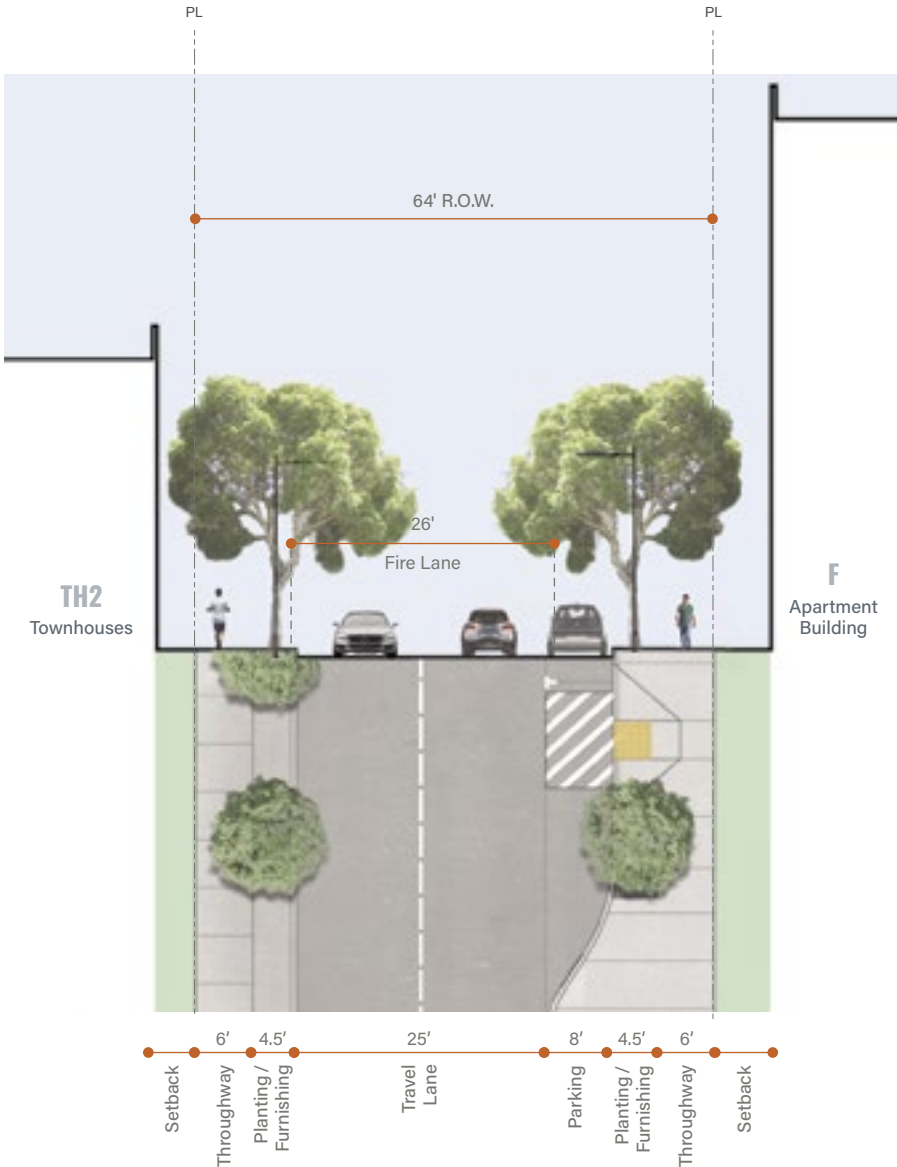 PL
PL
64' R.O.W.
26'
Fire Lane
TH2
Townhouses
F
Apartment
Building
6’
4.5’
25’
8’
4.5’
6’
Setback
Throughway
Planting /
Furnishing
Travel
Lane
Parking
Planting /
Furnishing
Throughway
Setback